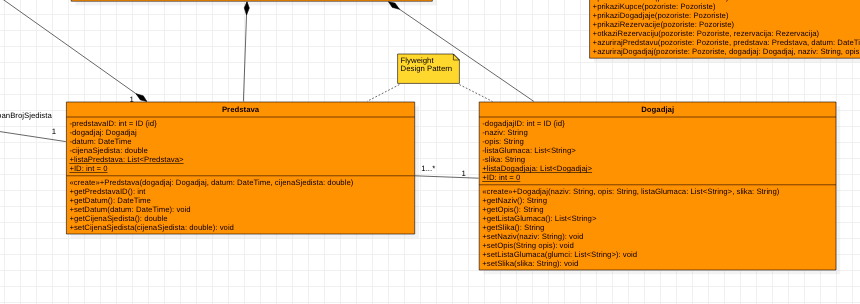 +prikaziKupce(pozoriste: Pozoriste)
+prikaziDogadjaje(pozoriste: Pozoriste)
+prikaziRezervacije(pozoriste: Pozoriste)
+otkaziRezervaciju(pozoriste: Pozoriste, rezervacija: Rezervacija)
+azurirajPredstavu(pozoriste: Pozoriste, predstava: Predstava, datum: DateTi
+azurirajDogadjaj(pozoriste: Pozoriste, dogadjaj: Dogadjaj, naziv: String, opis
Flyweight
Design Pattern
1
panBrojSjedista
1
Predstava
-predstavaID: int = ID {id}
-dogadjaj: Dogadjaj
-datum: DateTime
-cijenaSjedista: double
+listaPredstava: List<Predstava>
+ID: int = 0
«create»+Predstava(dogadjaj: Dogadjaj, datum: DateTime, cijenaSjedista: double)
+getPredstavaID(): int
+getDatum(): DateTime
+setDatum(datum: DateTime): void
+getCijenaSjedista(): double
+setCijenaSjedista(cijenaSjedista: double): void
1...*
1
Dogadjaj
-dogadjajID: int = ID {id}
-naziv: String
-opis: String
-listaGlumaca: List<String>
-slika: String
+listaDogadjaja: List<Dogadjaj>
+ID: int = 0
«create»+Dogadjaj(naziv: String, opis: String, listaGlumaca: List<String>, slika: String)
+getNaziv(): String
+getOpis(): String
+getListaGlumaca(): List<String>
+getSlika(): String
+setNaziv(naziv: String): void
+setOpis(String opis): void
+setListaGlumaca(glumci: List<String>): void
+setSlika(slika: String): void